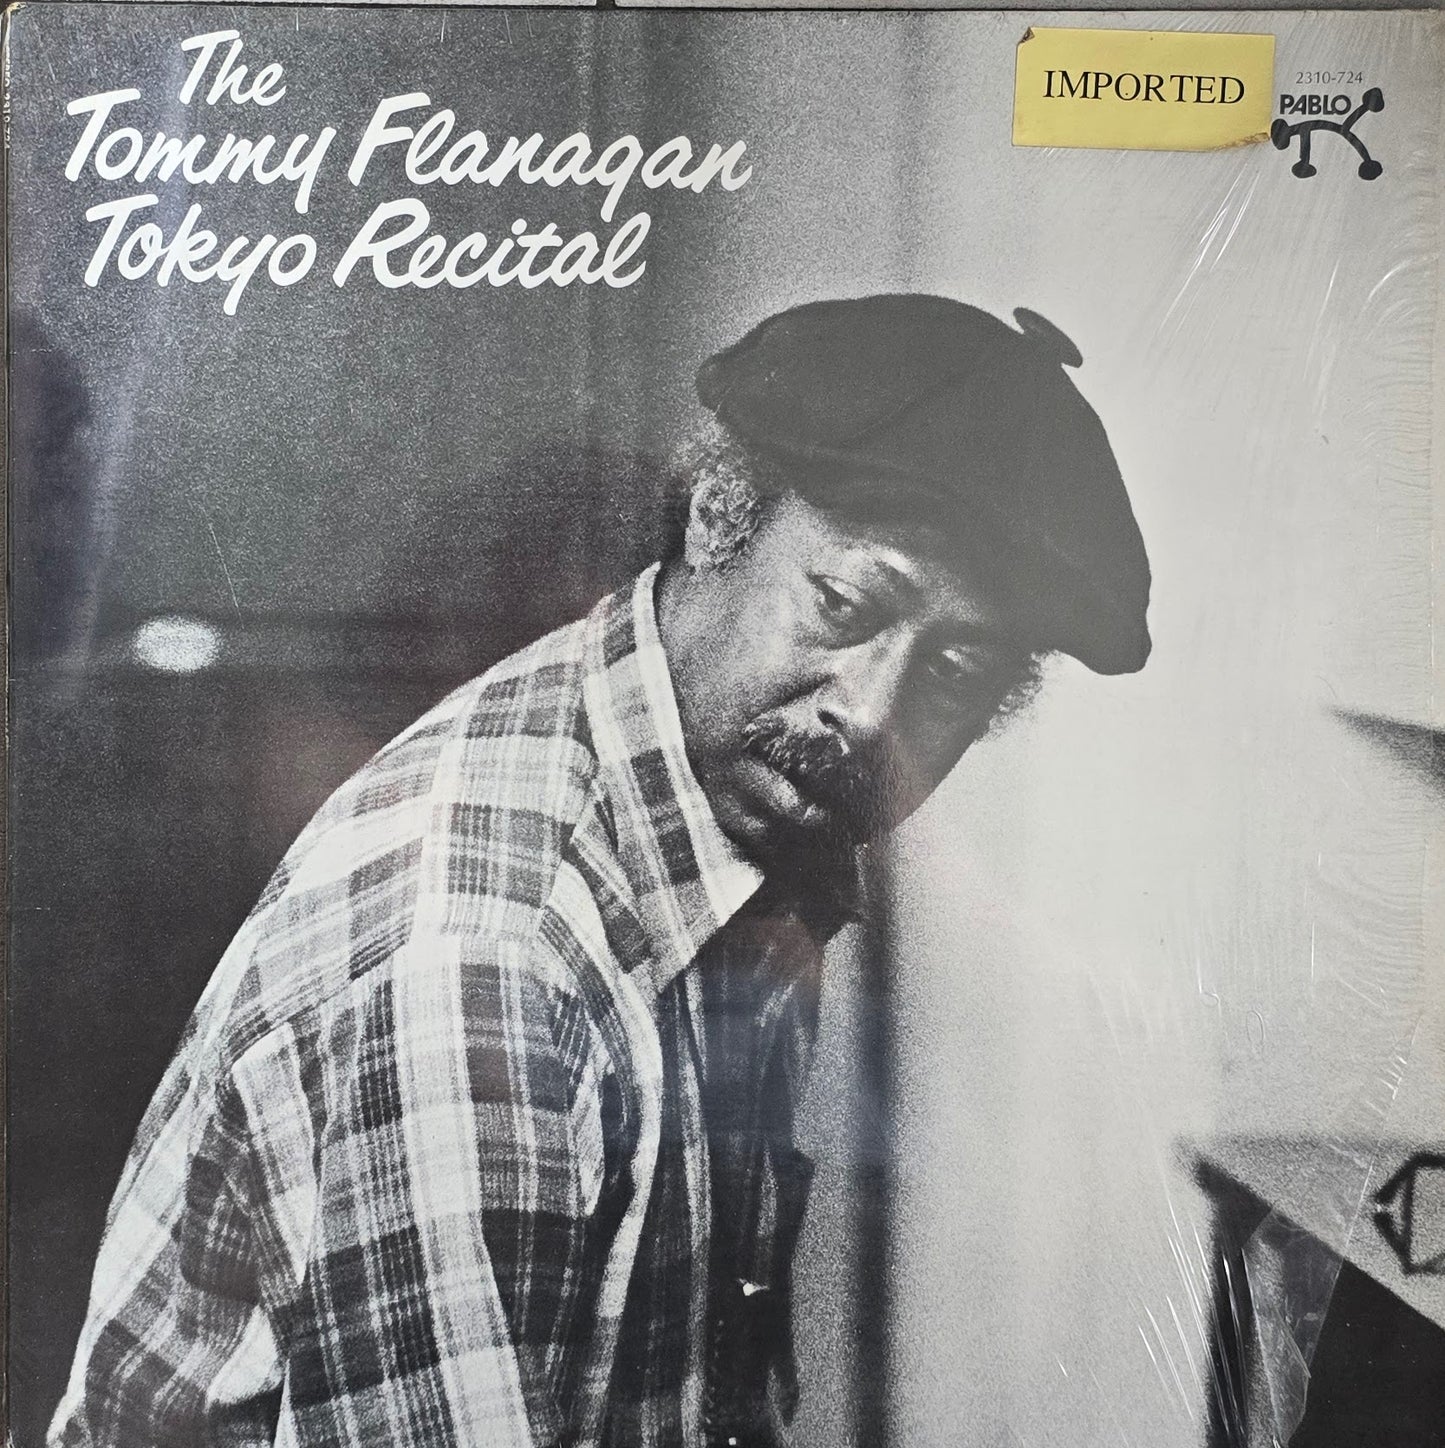 The
Tommy Flanagan
Tokyo Recital
IMPORTED
2310-724
PABLO